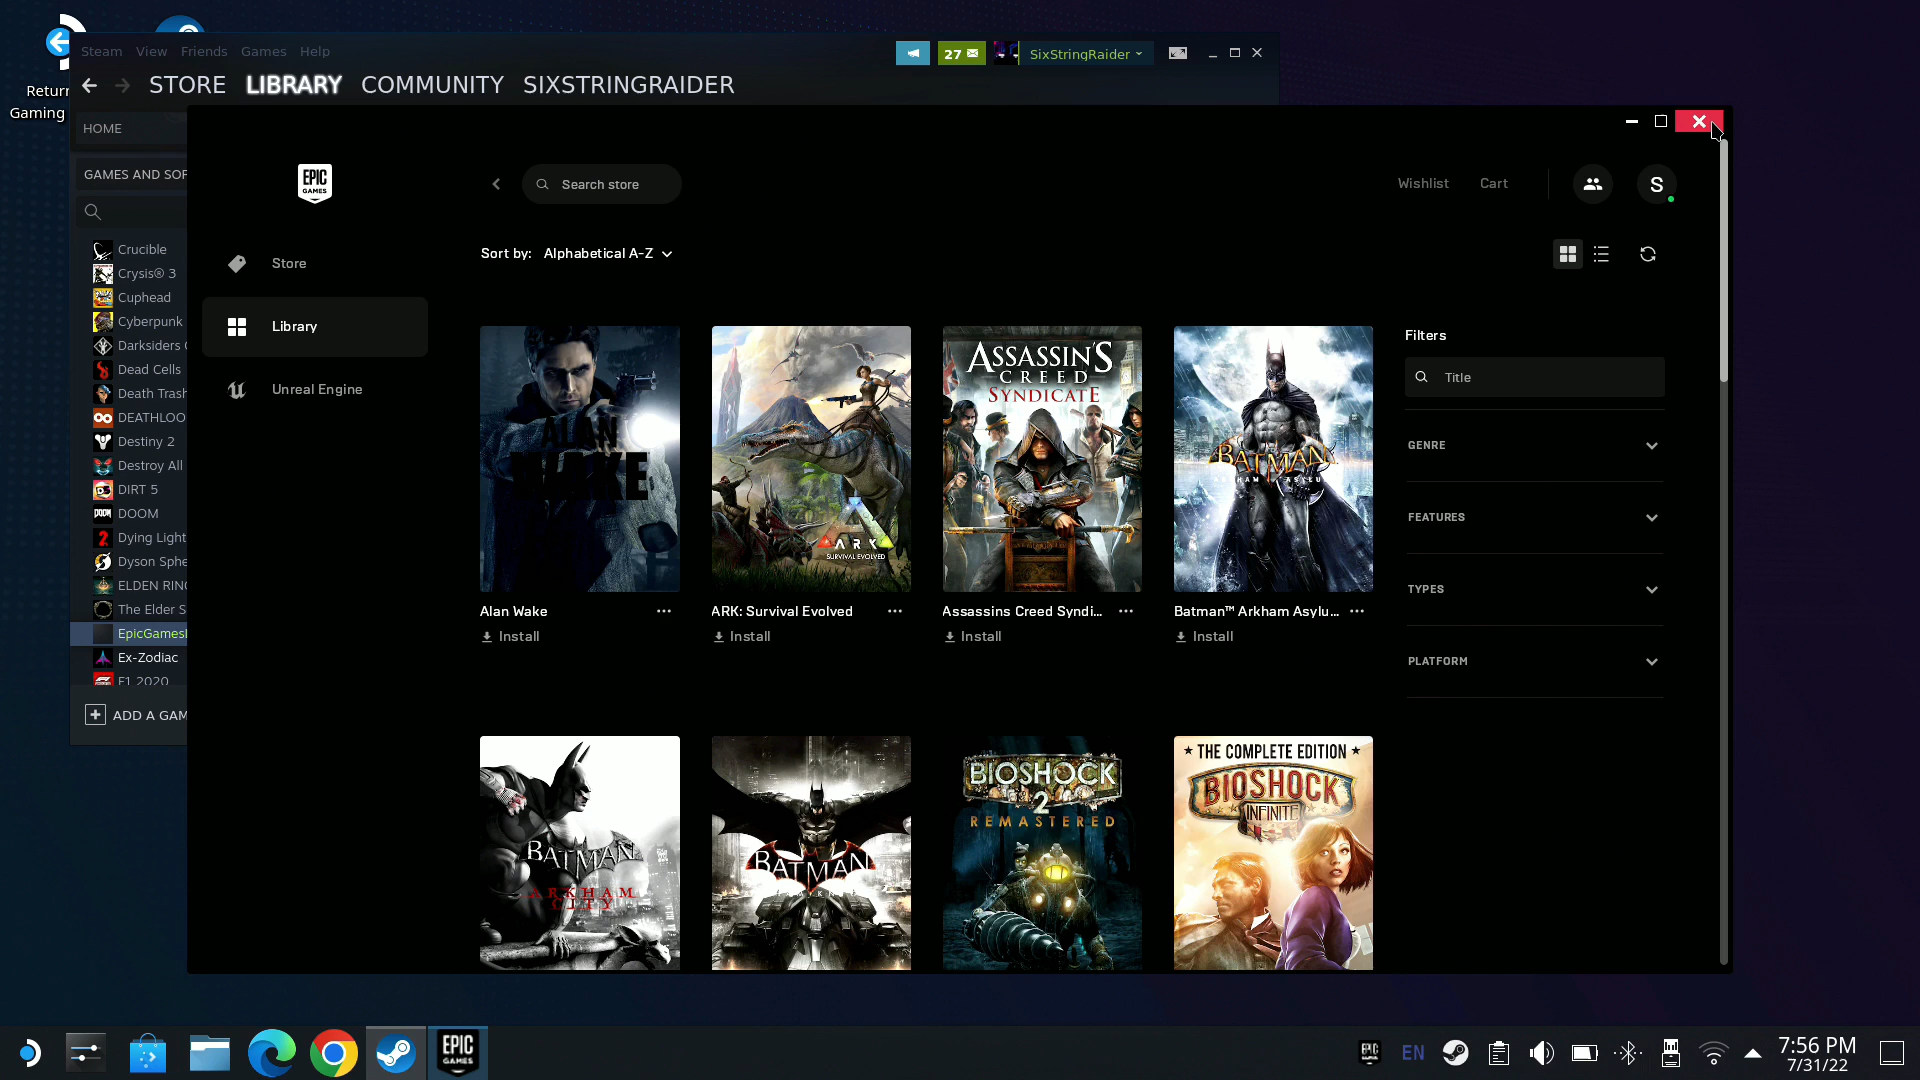 Return
Gaming
Steam View Friends Games Help
27
SixStringRaider
STORE LIBRARY COMMUNITY SIXSTRINGRAIDER
HOME
GAMES AND SOF
Crucible
Crysis® 3
Cuphead
Cyberpunk
Darksiders
Dead Cells
Death Trash
DEATHLOO
Destiny 2
Destroy All
DIRT 5
DOOM
Dying Light
Dyson Sphe
ELDEN RING
The Elder S
EpicGames
Ex-Zodiac
F1 2020
ADD A GAM
EPIC
GAMES
Search store
Wishlist Cart
S
Store
Library
Unreal Engine
Sort by: Alphabetical A-Z
ALAN
WAKE
ARK
SURVIVAL EVOLVED
ASSASSIN'S
CREED
SYNDICATE
BATMAN
ARKHAM ASYLUM
Alan Wake ...
Install
ARK: Survival Evolved ...
Install
Assassins Creed Syndi... ...
Install
Batman™ Arkham Asylu... ...
Install
Filters
Title
GENRE
FEATURES
TYPES
PLATFORM
BATMAN
ARKHAM
CITY
BATMAN
BIOSHOCK
2
REMASTERED
★ THE COMPLETE EDITION ★
BIOSHOCK
INFINITE
EPIC
GAMES
EN
7:56 PM
7/31/22